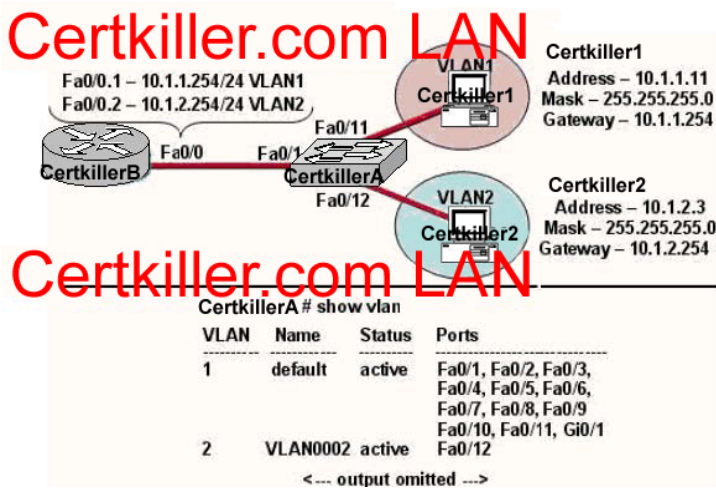 Certkiller.com LAN
Fa0/0.1 – 10.1.1.254/24 VLAN1
Fa0/0.2 – 10.1.2.254/24 VLAN2
VLAN1
Certkiller1
Certkiller1
Address – 10.1.1.11
Mask – 255.255.255.0
Gateway – 10.1.1.254
Fa0/11
Fa0/0
Fa0/1
CertkillerB
CertkillerA
Fa0/12
VLAN2
Certkiller2
Certkiller2
Address – 10.1.2.3
Mask – 255.255.255.0
Gateway – 10.1.2.254
Certkiller.com LAN
CertkillerA # show vlan
VLAN Name Status Ports
1 default active Fa0/1, Fa0/2, Fa0/3,
Fa0/4, Fa0/5, Fa0/6,
Fa0/7, Fa0/8, Fa0/9
Fa0/10, Fa0/11, Gi0/1
2 VLAN0002 active Fa0/12
<--- output omitted --->